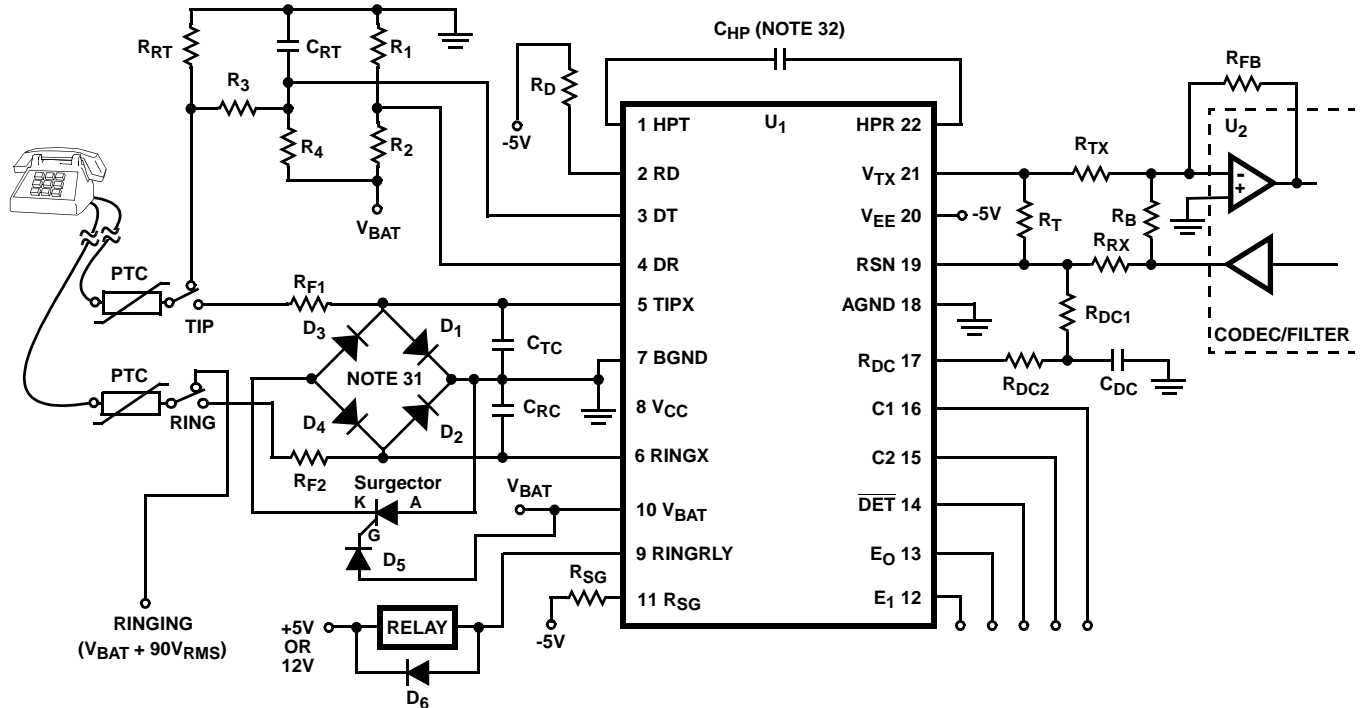 C_HP (NOTE 32)
R_RT
C_RT
R_1
R_3
R_4
R_2
V_BAT
R_D
-5V
R_FB
U_1
U_2
1 HPT
2 RD
3 DT
4 DR
5 TIPX
7 BGND
8 V_CC
6 RINGX
10 V_BAT
9 RINGRLY
11 R_SG
HPR 22
V_TX 21
V_EE 20
RSN 19
AGND 18
R_DC 17
C1 16
C2 15
D̅E̅T̅ 14
E_O 13
E_1 12
-5V
R_TX
R_T
R_B
R_RX
-
+
R_DC1
R_DC2
C_DC
CODEC/FILTER
PTC
TIP
R_F1
D_3
D_1
C_TC
NOTE 31
PTC
RING
D_4
D_2
C_RC
R_F2
Surgector
K
A
G
D_5
V_BAT
R_SG
-5V
RINGING
(V_BAT + 90V_RMS)
+5V
OR
12V
RELAY
D_6